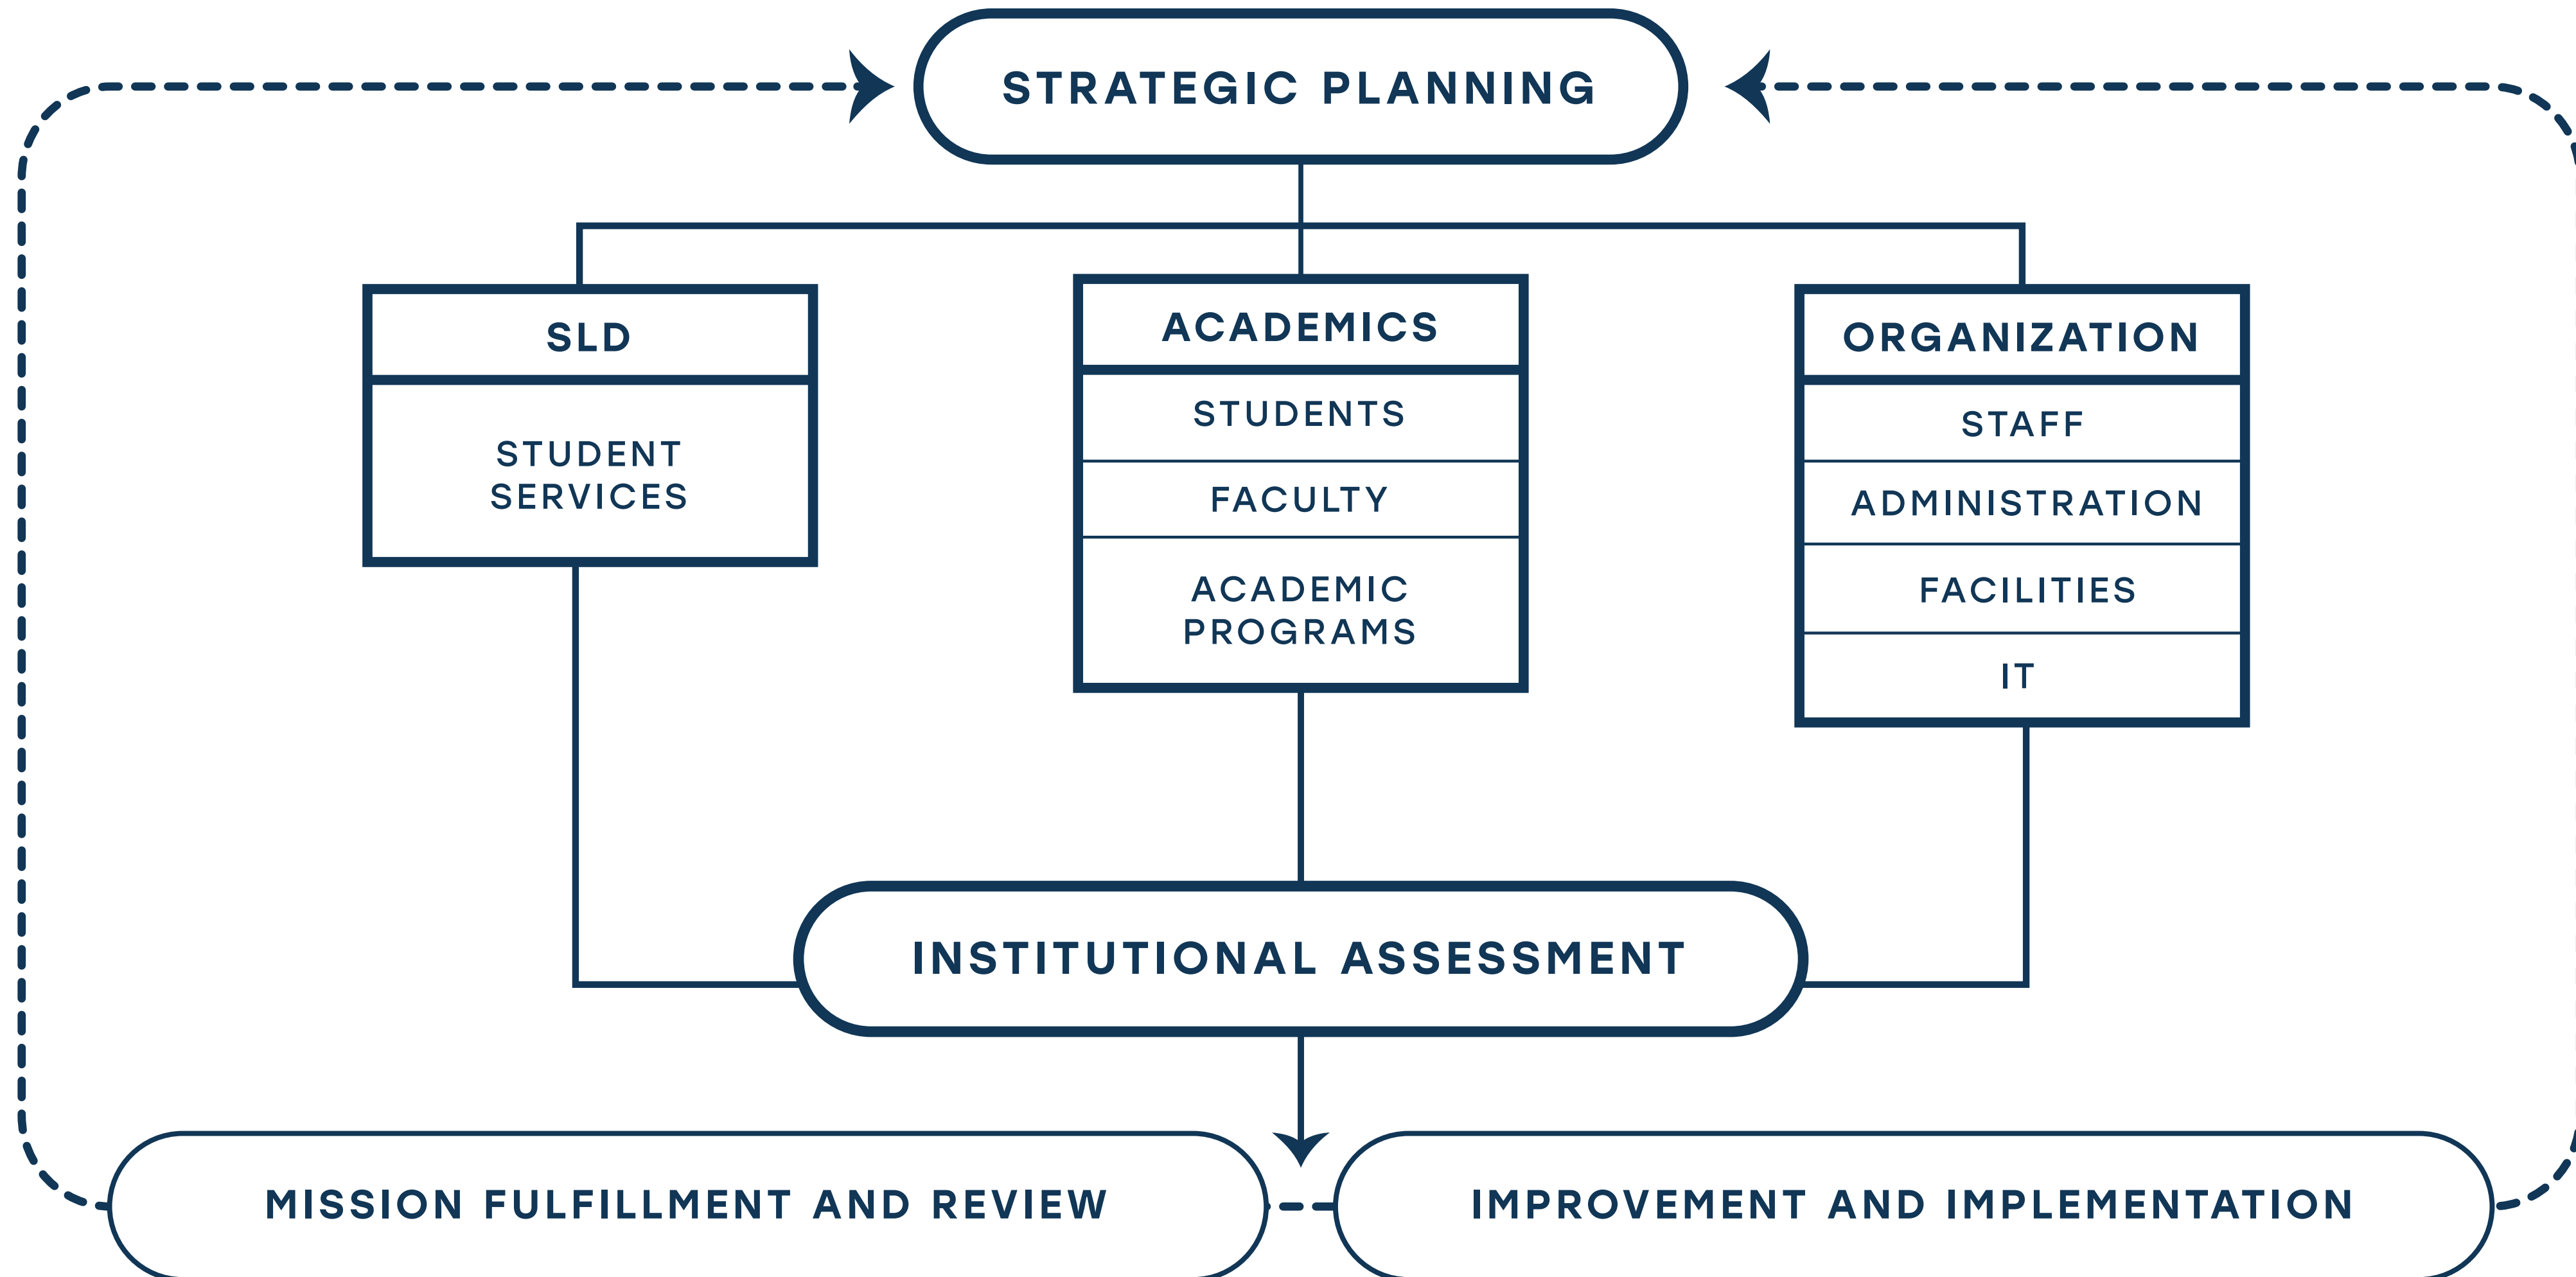 STRATEGIC PLANNING
SLD
STUDENT
SERVICES
ACADEMICS
STUDENTS
FACULTY
ACADEMIC
PROGRAMS
ORGANIZATION
STAFF
ADMINISTRATION
FACILITIES
IT
INSTITUTIONAL ASSESSMENT
MISSION FULFILLMENT AND REVIEW
IMPROVEMENT AND IMPLEMENTATION